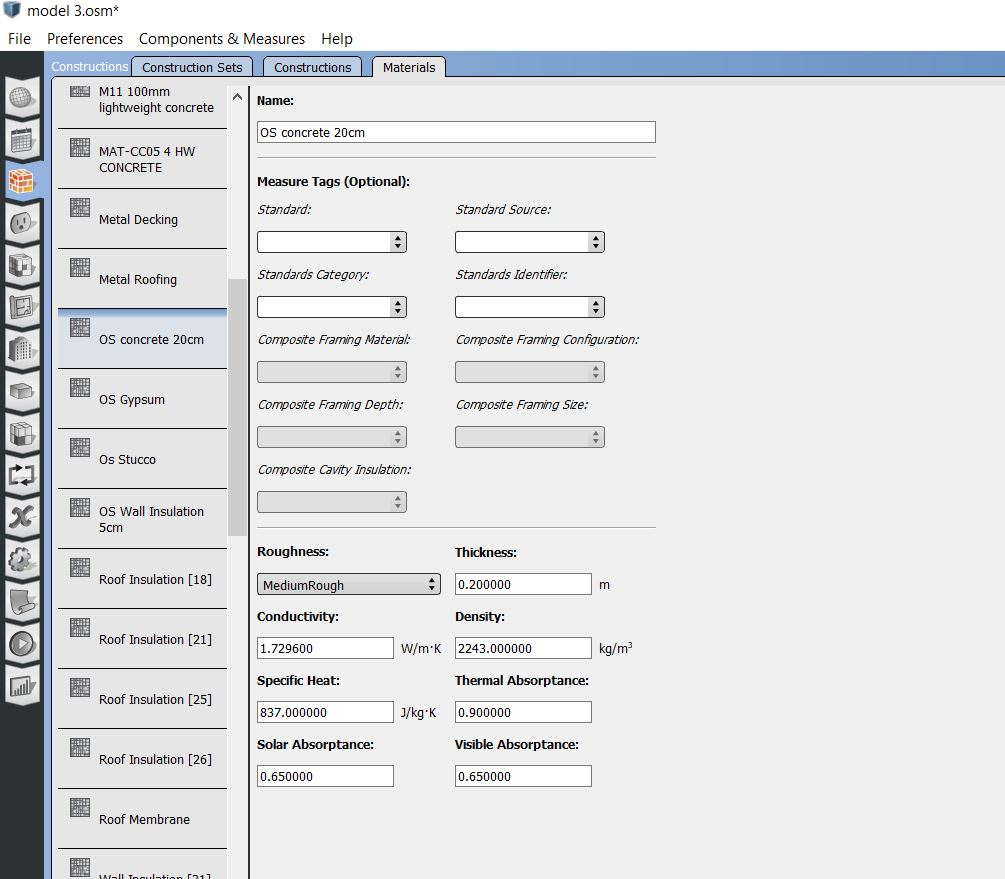 model 3.osm*
File Preferences Components & Measures Help
Constructions Construction Sets Constructions Materials
M11 100mm
lightweight concrete
MAT-CC05 4 HW
CONCRETE
Metal Decking
Metal Roofing
OS concrete 20cm
OS Gypsum
Os Stucco
OS Wall Insulation
5cm
Roof Insulation [18]
Roof Insulation [21]
Roof Insulation [25]
Roof Insulation [26]
Roof Membrane
Wall Insulation [31]
Name:
OS concrete 20cm
Measure Tags (Optional):
Standard: Standard Source:
Standards Category: Standards Identifier:
Composite Framing Material: Composite Framing Configuration:
Composite Framing Depth: Composite Framing Size:
Composite Cavity Insulation:
Roughness: Thickness:
MediumRough 0.200000 m
Conductivity: Density:
1.729600 W/m·K 2243.000000 kg/m³
Specific Heat: Thermal Absorptance:
837.000000 J/kg·K 0.900000
Solar Absorptance: Visible Absorptance:
0.650000 0.650000